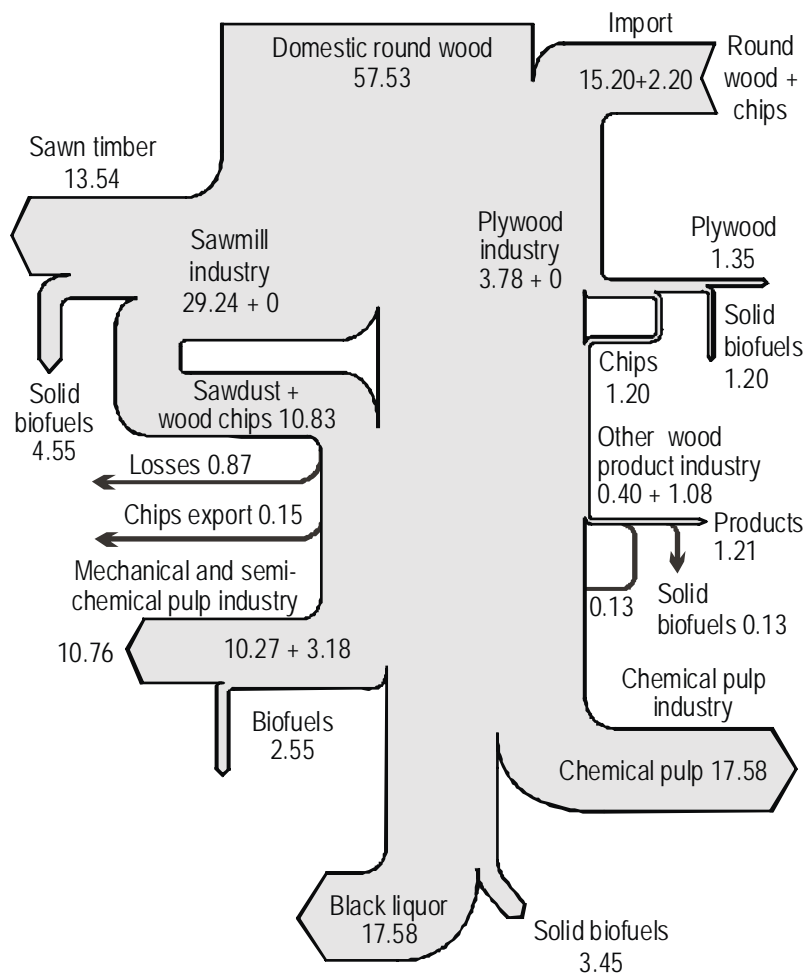 Import
Domestic round wood
57.53
15.20+2.20
Round
wood +
chips
Sawn timber
13.54
Sawmill
industry
29.24 + 0
Plywood
industry
3.78 + 0
Plywood
1.35
Solid
biofuels
1.20
Chips
1.20
Solid
biofuels
4.55
Sawdust +
wood chips 10.83
Losses 0.87
Chips export 0.15
Other wood
product industry
0.40 + 1.08
Products
1.21
0.13
Solid
biofuels 0.13
Mechanical and semi-
chemical pulp industry
10.76
10.27 + 3.18
Biofuels
2.55
Chemical pulp
industry
Chemical pulp 17.58
Black liquor
17.58
Solid biofuels
3.45